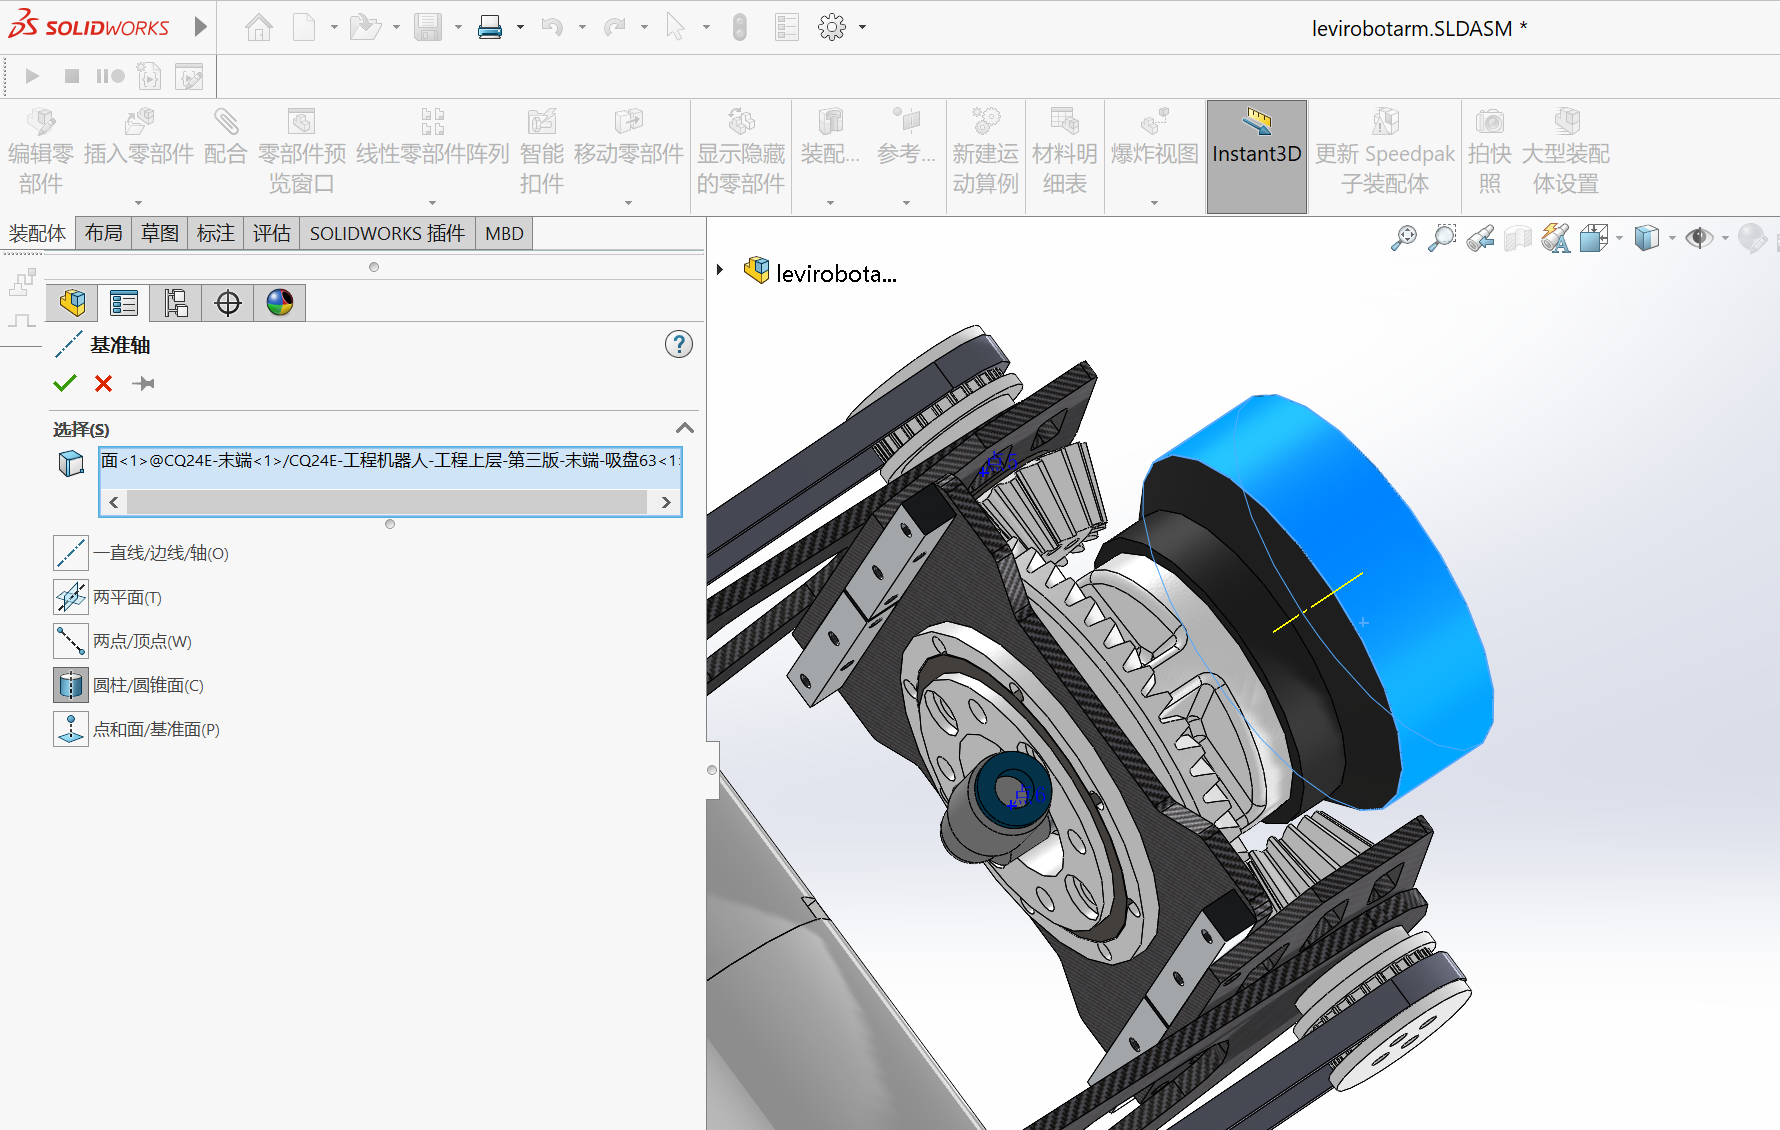 SOLIDWORKS
levirobotarm.SLDASM *
编辑零部件
插入零部件
配合
零部件预览窗口
线性零部件阵列
智能扣件
移动零部件
显示隐藏的零部件
装配...
参考...
新建运动算例
材料明细表
爆炸视图
Instant3D
更新 Speedpak 子装配体
拍快照
大型装配体设置
装配体
布局
草图
标注
评估
SOLIDWORKS 插件
MBD
levirobota...
基准轴
选择(S)
面<1>@CQ24E-末端<1>/CQ24E-工程机器人-工程上层-第三版-末端-吸盘63<1
一直线/边线/轴(O)
两平面(T)
两点/顶点(W)
圆柱/圆锥面(C)
点和面/基准面(P)
点5
点6